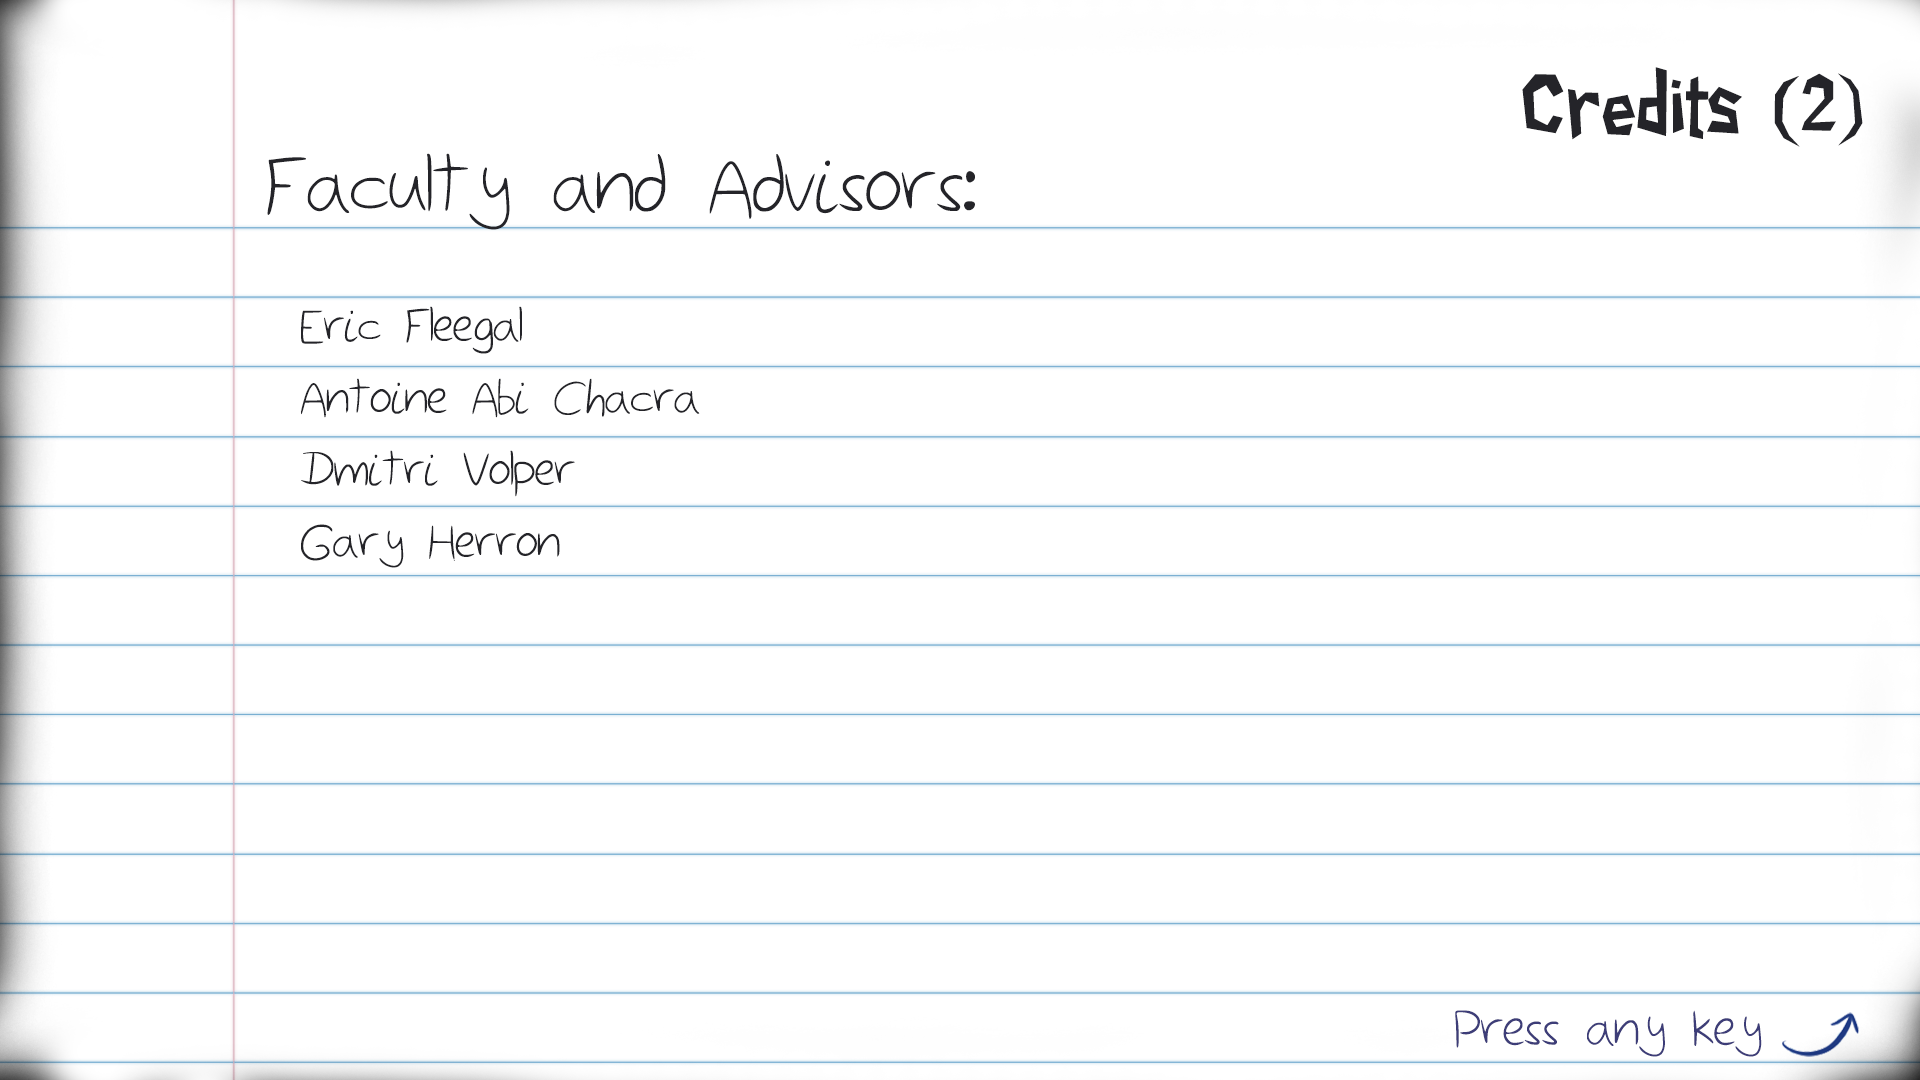 Credits (2)
Faculty and Advisors:
Eric Fleegal
Antoine Abi Chacra
Dmitri Volper
Gary Herron
Press any key